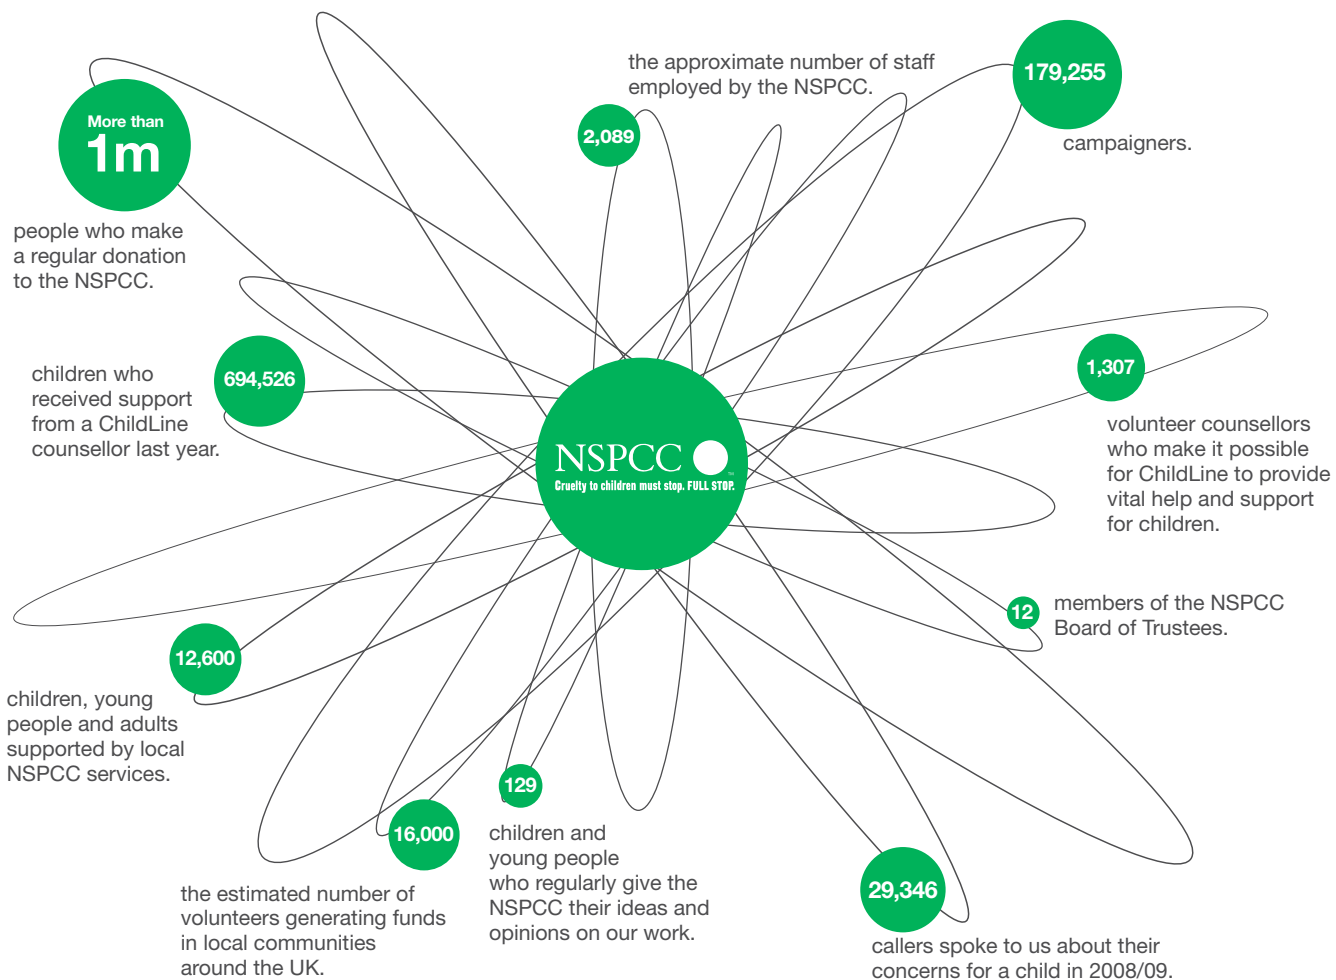 More than
1m
people who make
a regular donation
to the NSPCC.
the approximate number of staff
employed by the NSPCC.
2,089
179,255
campaigners.
694,526
children who
received support
from a ChildLine
counsellor last year.
1,307
volunteer counsellors
who make it possible
for ChildLine to provide
vital help and support
for children.
NSPCC
™
Cruelty to children must stop. FULL STOP.
12
members of the NSPCC
Board of Trustees.
12,600
children, young
people and adults
supported by local
NSPCC services.
129
children and
young people
who regularly give the
NSPCC their ideas and
opinions on our work.
16,000
the estimated number of
volunteers generating funds
in local communities
around the UK.
29,346
callers spoke to us about their
concerns for a child in 2008/09.